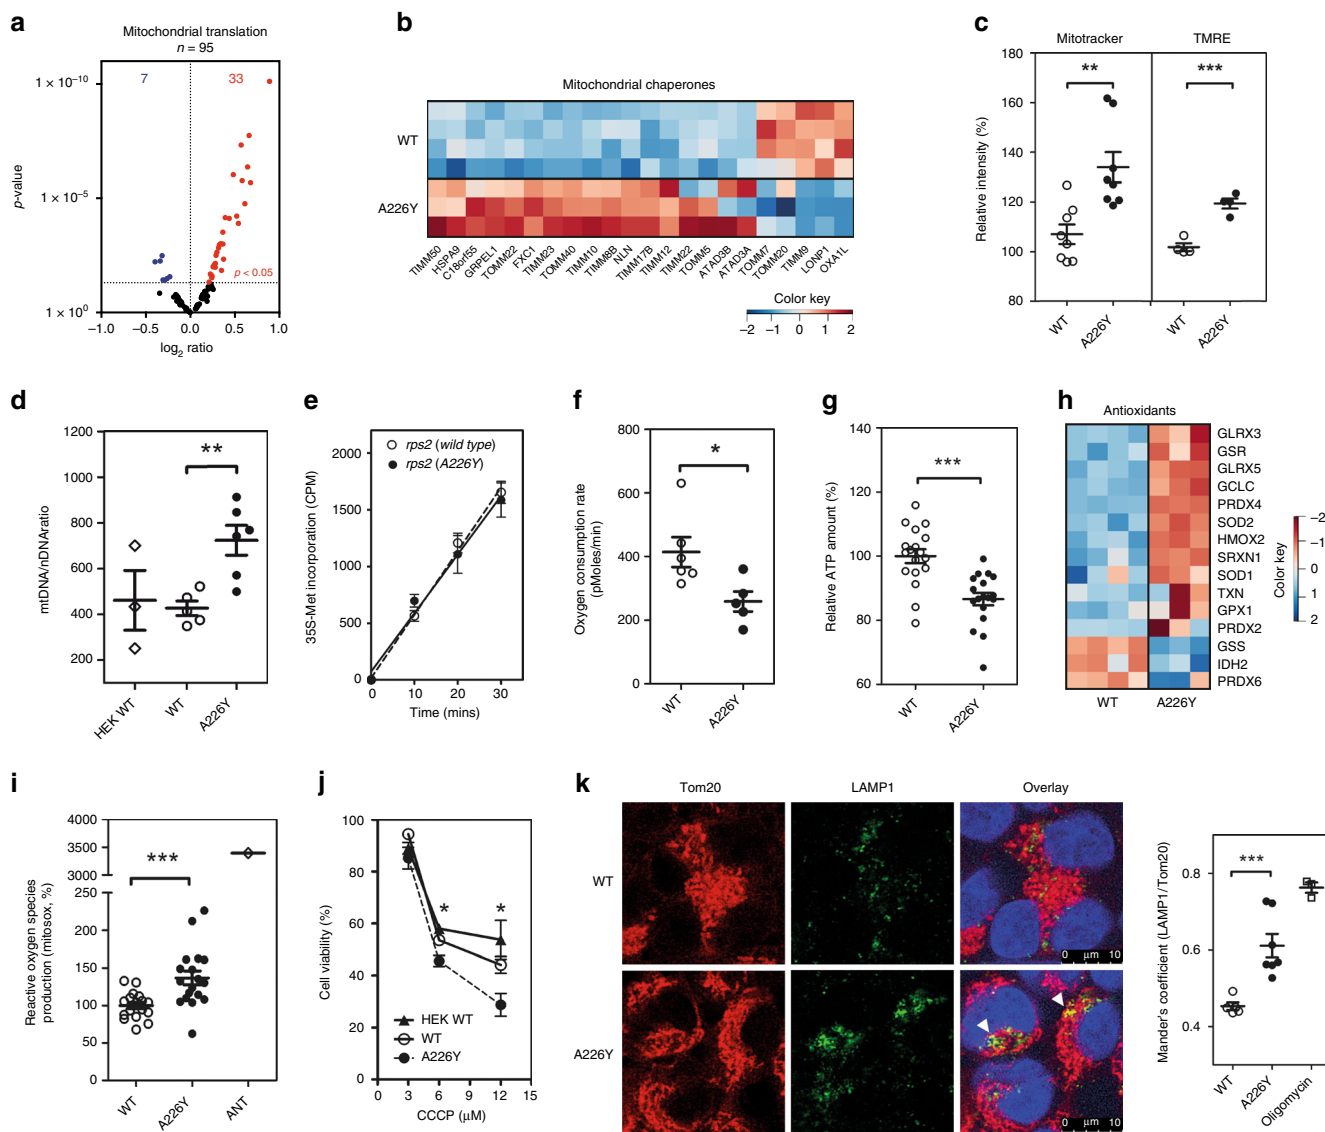 a
Mitochondrial translation
n = 95
7
33
1 × 10⁻¹⁰
1 × 10⁻⁵
1 × 10⁰
p-value
p < 0.05
−1.0 −0.5 0.0 0.5 1.0
log₂ ratio
b
Mitochondrial chaperones
WT
A226Y
TIMM50 HSPA9 C18orf55 GRPEL1 TOMM22 FXC1 TIMM23 TOMM40 TIMM10 TIMM8B NLN TIMM17B TIMM12 TIMM22 TOMM5 ATAD3B ATAD3A TOMM7 TOMM20 TIMM9 LONP1 OXA1L
Color key
−2 −1 0 1 2
c
Mitotracker TMRE
** ***
180
160
140
120
100
80
Relative intensity (%)
WT A226Y WT A226Y
d
1200
1000
800
600
400
200
mtDNA/nDNAratio
**
HEK WT WT A226Y
e
rps2 (wild type)
rps2 (A226Y)
2000
1500
1000
500
0
35S-Met incorporation (CPM)
0 10 20 30
Time (mins)
f
800
600
400
200
0
Oxygen consumption rate
(pMoles/min)
*
WT A226Y
g
140
120
100
80
60
Relative ATP amount (%)
***
WT A226Y
h
Antioxidants
GLRX3
GSR
GLRX5
GCLC
PRDX4
SOD2
HMOX2
SRXN1
SOD1
TXN
GPX1
PRDX2
GSS
IDH2
PRDX6
WT A226Y
Color key
−2
−1
0
1
2
i
4000
3500
3000
250
200
150
100
50
0
Reactive oxygen species
production (mitosox, %)
***
WT A226Y ANT
j
100
80
60
40
20
0
Cell viability (%)
* *
HEK WT
WT
A226Y
0 3 6 9 12 15
CCCP (μM)
k
Tom20 LAMP1 Overlay
WT
A226Y
0 μm 10
0 μm 10
0.8
0.6
0.4
Mander's coefficient (LAMP1/Tom20)
***
WT A226Y Oligomycin